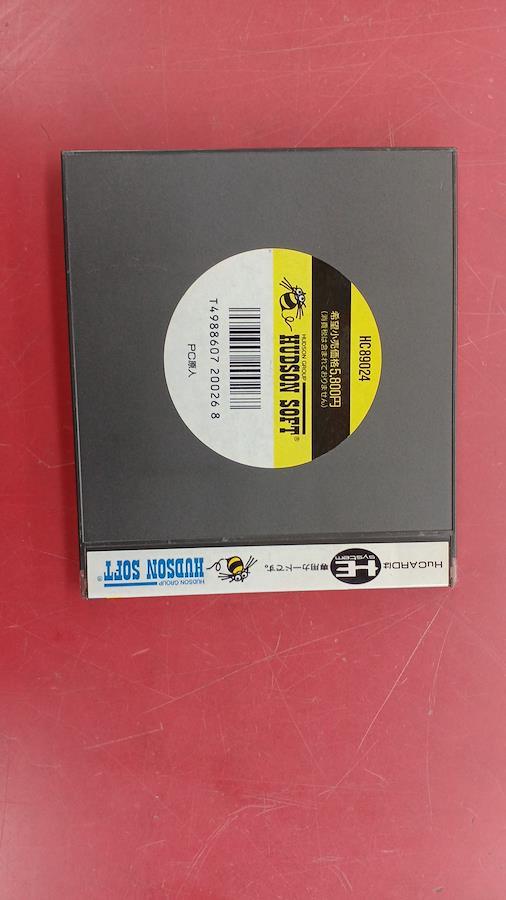 HC89024
希望小売価格5,800円
(消費税は含まれておりません)
HUDSON GROUP
HUDSON SOFT®
T4988607 20026 8
PC原人
HuCARDは
HE
system
専用カードです。
HUDSON GROUP
HUDSON SOFT®